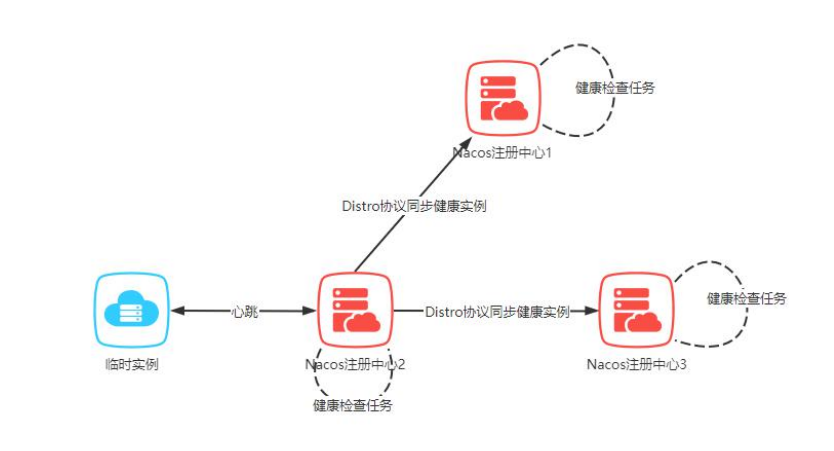 健康检查任务
Nacos注册中心1
Distro协议同步健康实例
健康检查任务
心跳
Distro协议同步健康实例
临时实例
Nacos注册中心2
Nacos注册中心3
健康检查任务